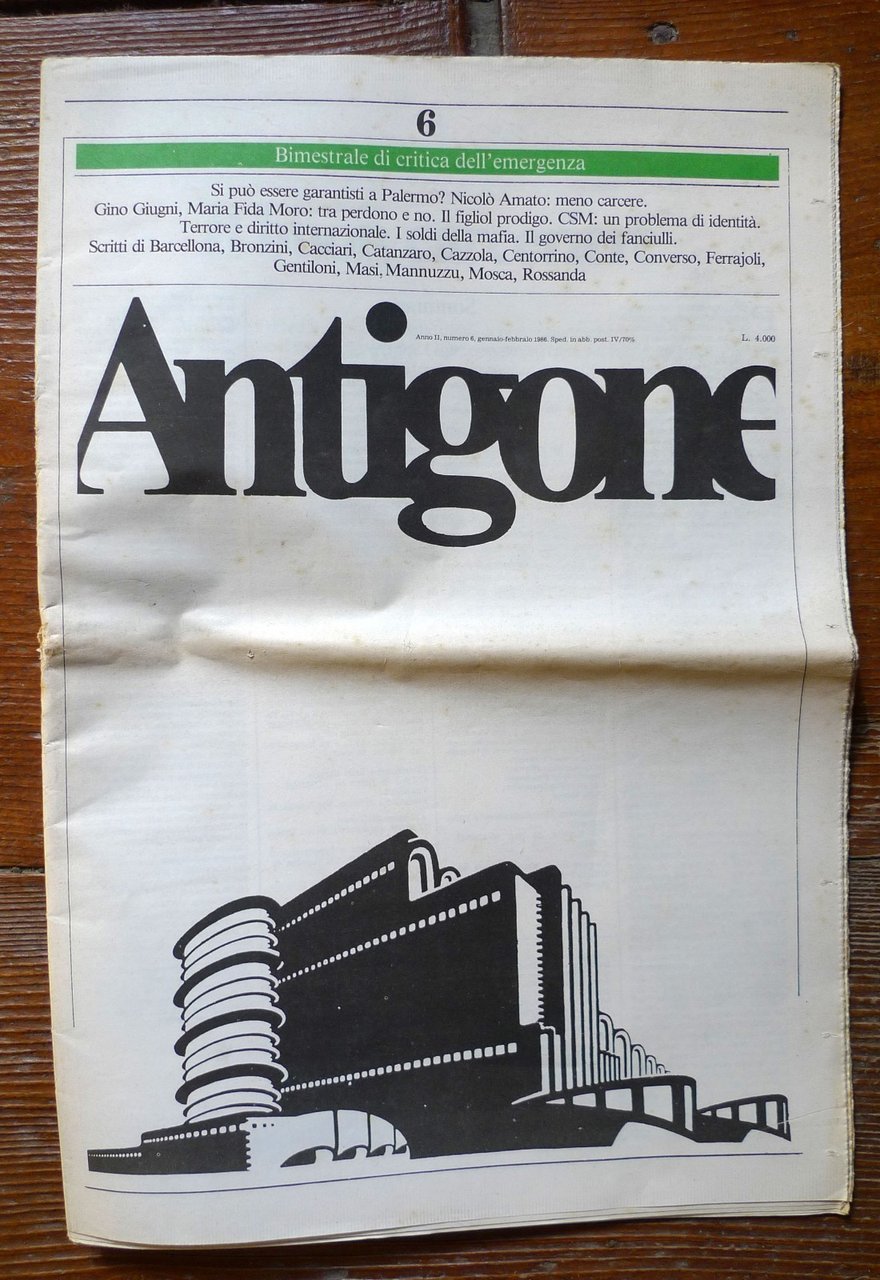 6
Bimestrale di critica dell'emergenza
Si può essere garantisti a Palermo? Nicolò Amato: meno carcere.
Gino Giugni, Maria Fida Moro: tra perdono e no. Il figliol prodigo. CSM: un problema di identità.
Terrore e diritto internazionale. I soldi della mafia. Il governo dei fanciulli.
Scritti di Barcellona, Bronzini, Cacciari, Catanzaro, Cazzola, Centorrino, Conte, Converso, Ferrajoli,
Gentiloni, Masi, Mannuzzu, Mosca, Rossanda
Anno II, numero 6, gennaio-febbraio 1986. Sped. in abb. post. IV/70%
L. 4.000
Antigone